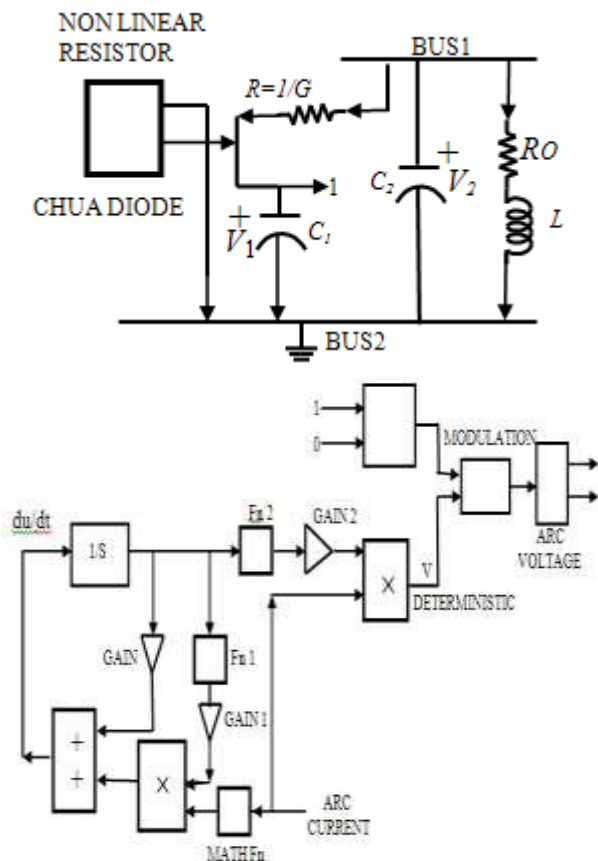 NON LINEAR
RESISTOR
BUS1
R=1/G
RO
CHUA DIODE
1
+
V1
C1
C2
+
V2
L
BUS2
1
0
MODULATION
du/dt
1/S
Fn 2
GAIN 2
X
V
DETERMINISTIC
ARC
VOLTAGE
GAIN
Fn 1
GAIN 1
+
+
X
MATH Fn
ARC
CURRENT